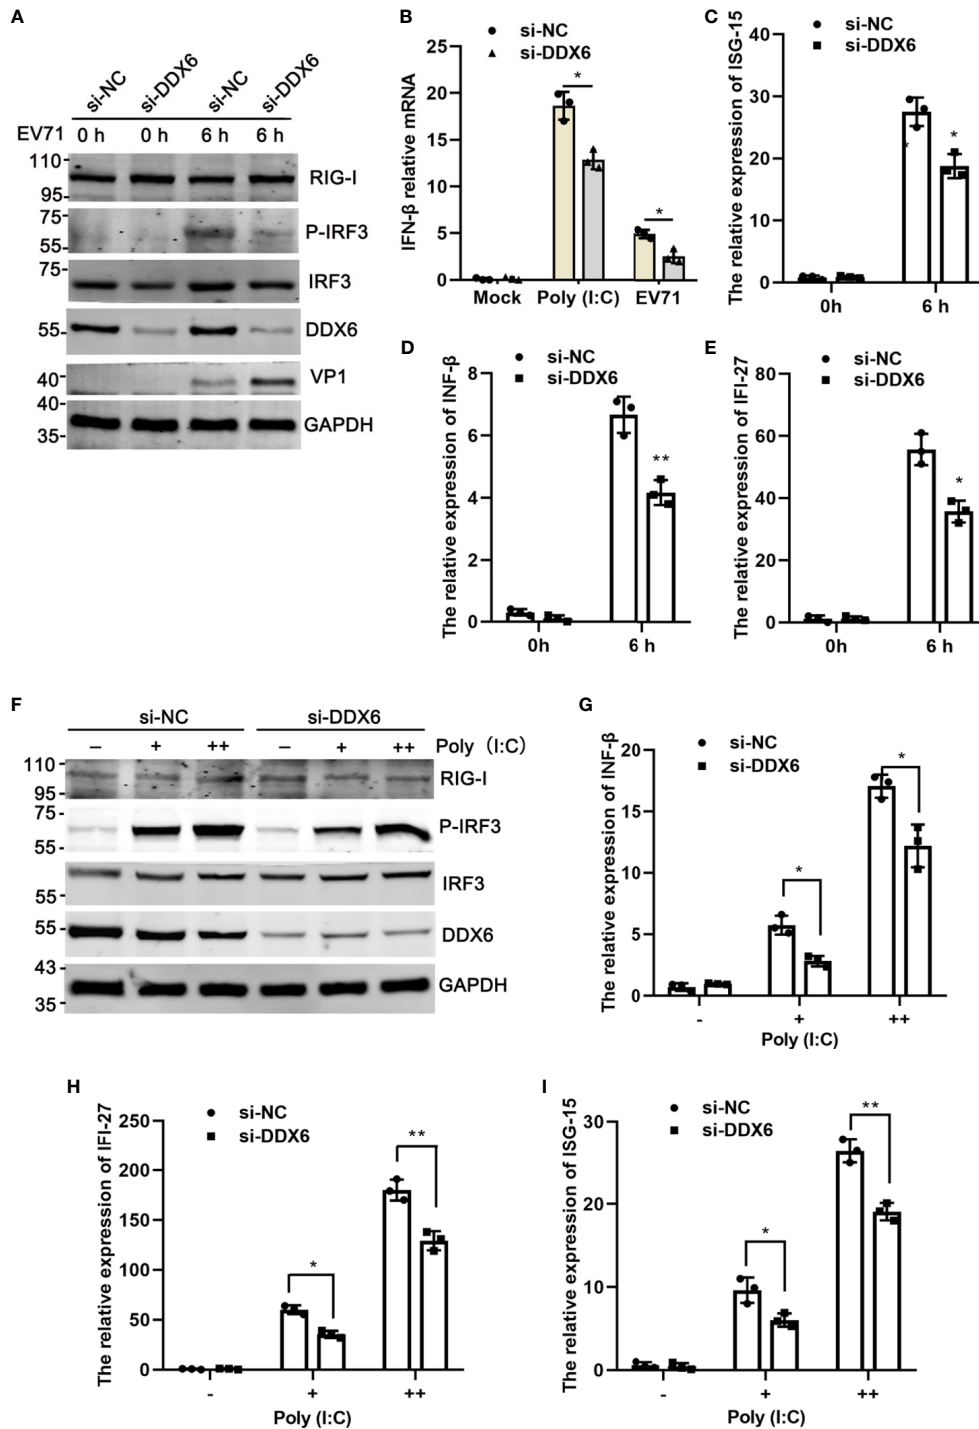 A
si-NC si-DDX6 si-NC si-DDX6
EV71 0 h 0 h 6 h 6 h
110
95
RIG-I
75
55
P-IRF3
75
IRF3
55
DDX6
40
VP1
40
35
GAPDH
B
si-NC
si-DDX6
IFN-β relative mRNA
25
20
15
10
5
0
*
*
Mock Poly (I:C) EV71
C
si-NC
si-DDX6
The relative expression of ISG-15
40
30
20
10
0
*
*
0h 6 h
D
si-NC
si-DDX6
The relative expression of INF-β
8
6
4
2
0
**
0h 6 h
E
si-NC
si-DDX6
The relative expression of IFI-27
80
60
40
20
0
*
0h 6 h
F
si-NC si-DDX6
– + ++ – + ++ Poly (I:C)
110
95
RIG-I
75
55
P-IRF3
55
IRF3
55
DDX6
43
35
GAPDH
G
si-NC
si-DDX6
The relative expression of INF-β
20
15
10
5
0
*
*
- + ++
Poly (I:C)
H
si-NC
si-DDX6
The relative expression of IFI-27
250
200
150
100
50
0
*
**
- + ++
Poly (I:C)
I
si-NC
si-DDX6
The relative expression of ISG-15
30
20
10
0
*
**
- + ++
Poly (I:C)